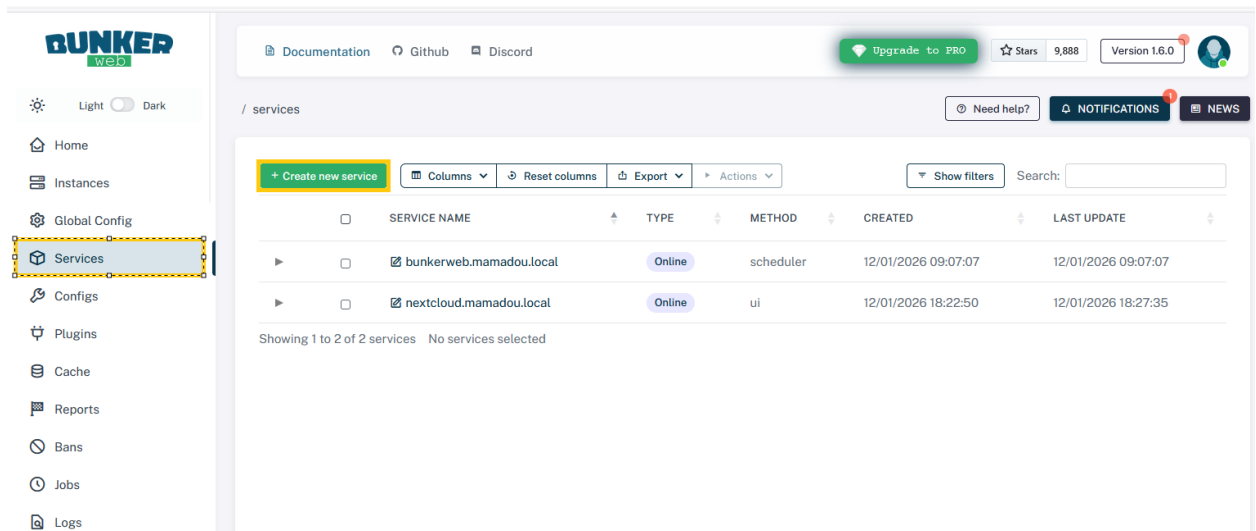 BUNKER
web
Documentation Github Discord
Upgrade to PRO
Stars 9,888
Version 1.6.0
Light Dark
/ services
Need help?
1
NOTIFICATIONS
NEWS
Home
Instances
Global Config
Services
Configs
Plugins
Cache
Reports
Bans
Jobs
Logs
+ Create new service
Columns
Reset columns
Export
Actions
Show filters
Search:
SERVICE NAME TYPE METHOD CREATED LAST UPDATE
bunkerweb.mamadou.local Online scheduler 12/01/2026 09:07:07 12/01/2026 09:07:07
nextcloud.mamadou.local Online ui 12/01/2026 18:22:50 12/01/2026 18:27:35
Showing 1 to 2 of 2 services No services selected